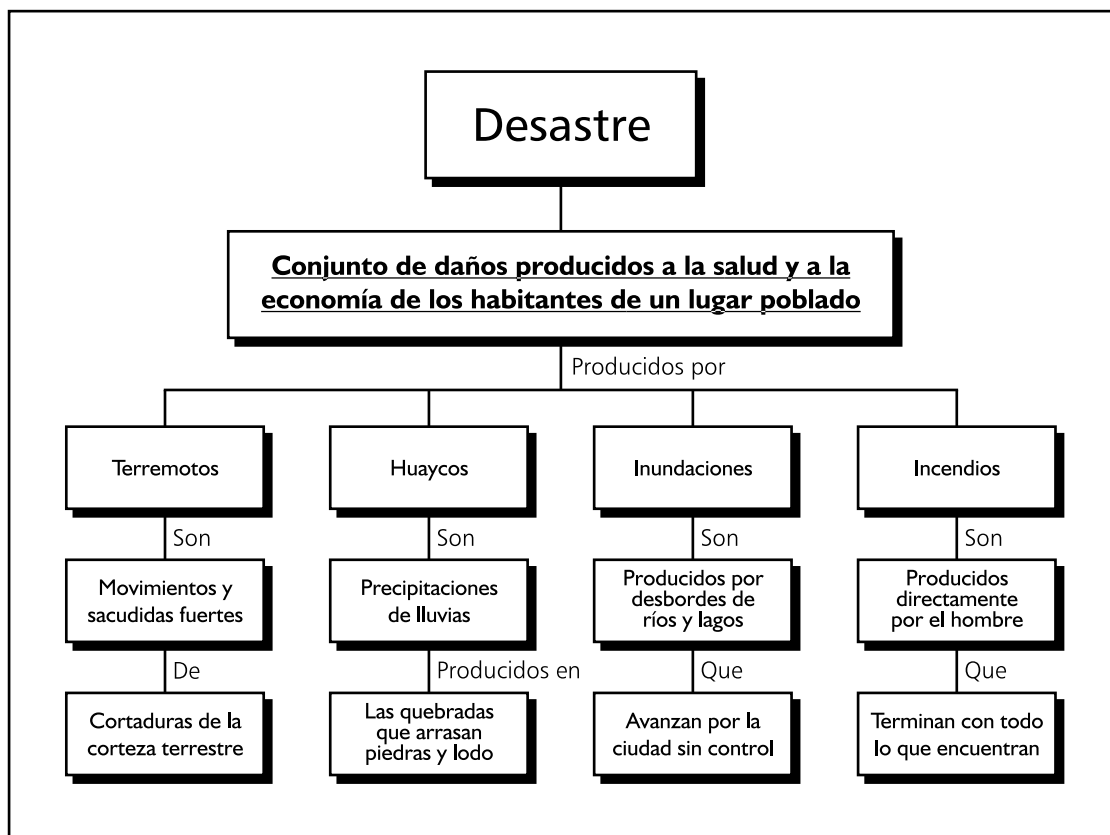 Desastre
Conjunto de daños producidos a la salud y a la
economía de los habitantes de un lugar poblado
Producidos por
Terremotos
Huaycos
Inundaciones
Incendios
Son
Son
Son
Son
Movimientos y
sacudidas fuertes
Precipitaciones
de lluvias
Producidos por
desbordes de
ríos y lagos
Producidos
directamente
por el hombre
De
Producidos en
Que
Que
Cortaduras de la
corteza terrestre
Las quebradas
que arrasan
piedras y lodo
Avanzan por la
ciudad sin control
Terminan con todo
lo que encuentran